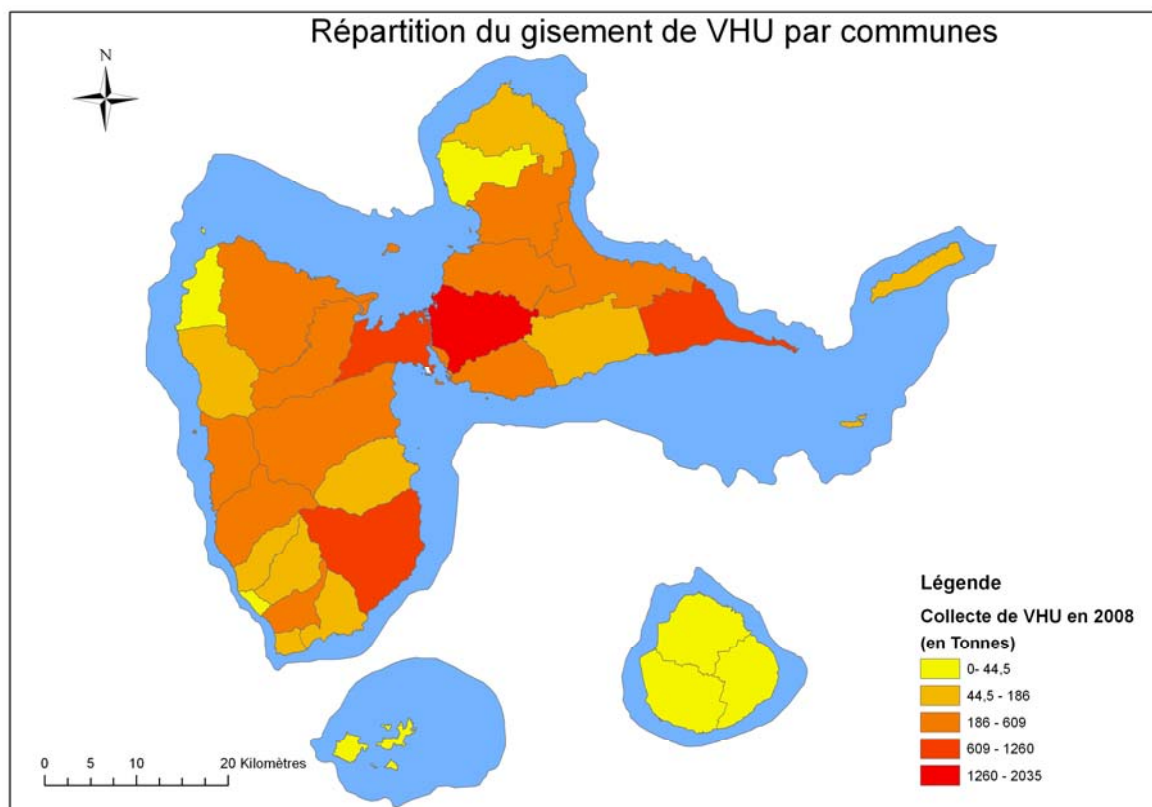 Répartition du gisement de VHU par communes
N
Légende
Collecte de VHU en 2008
(en Tonnes)
0- 44,5
44,5 - 186
186 - 609
609 - 1260
1260 - 2035
0 5 10 20 Kilomètres